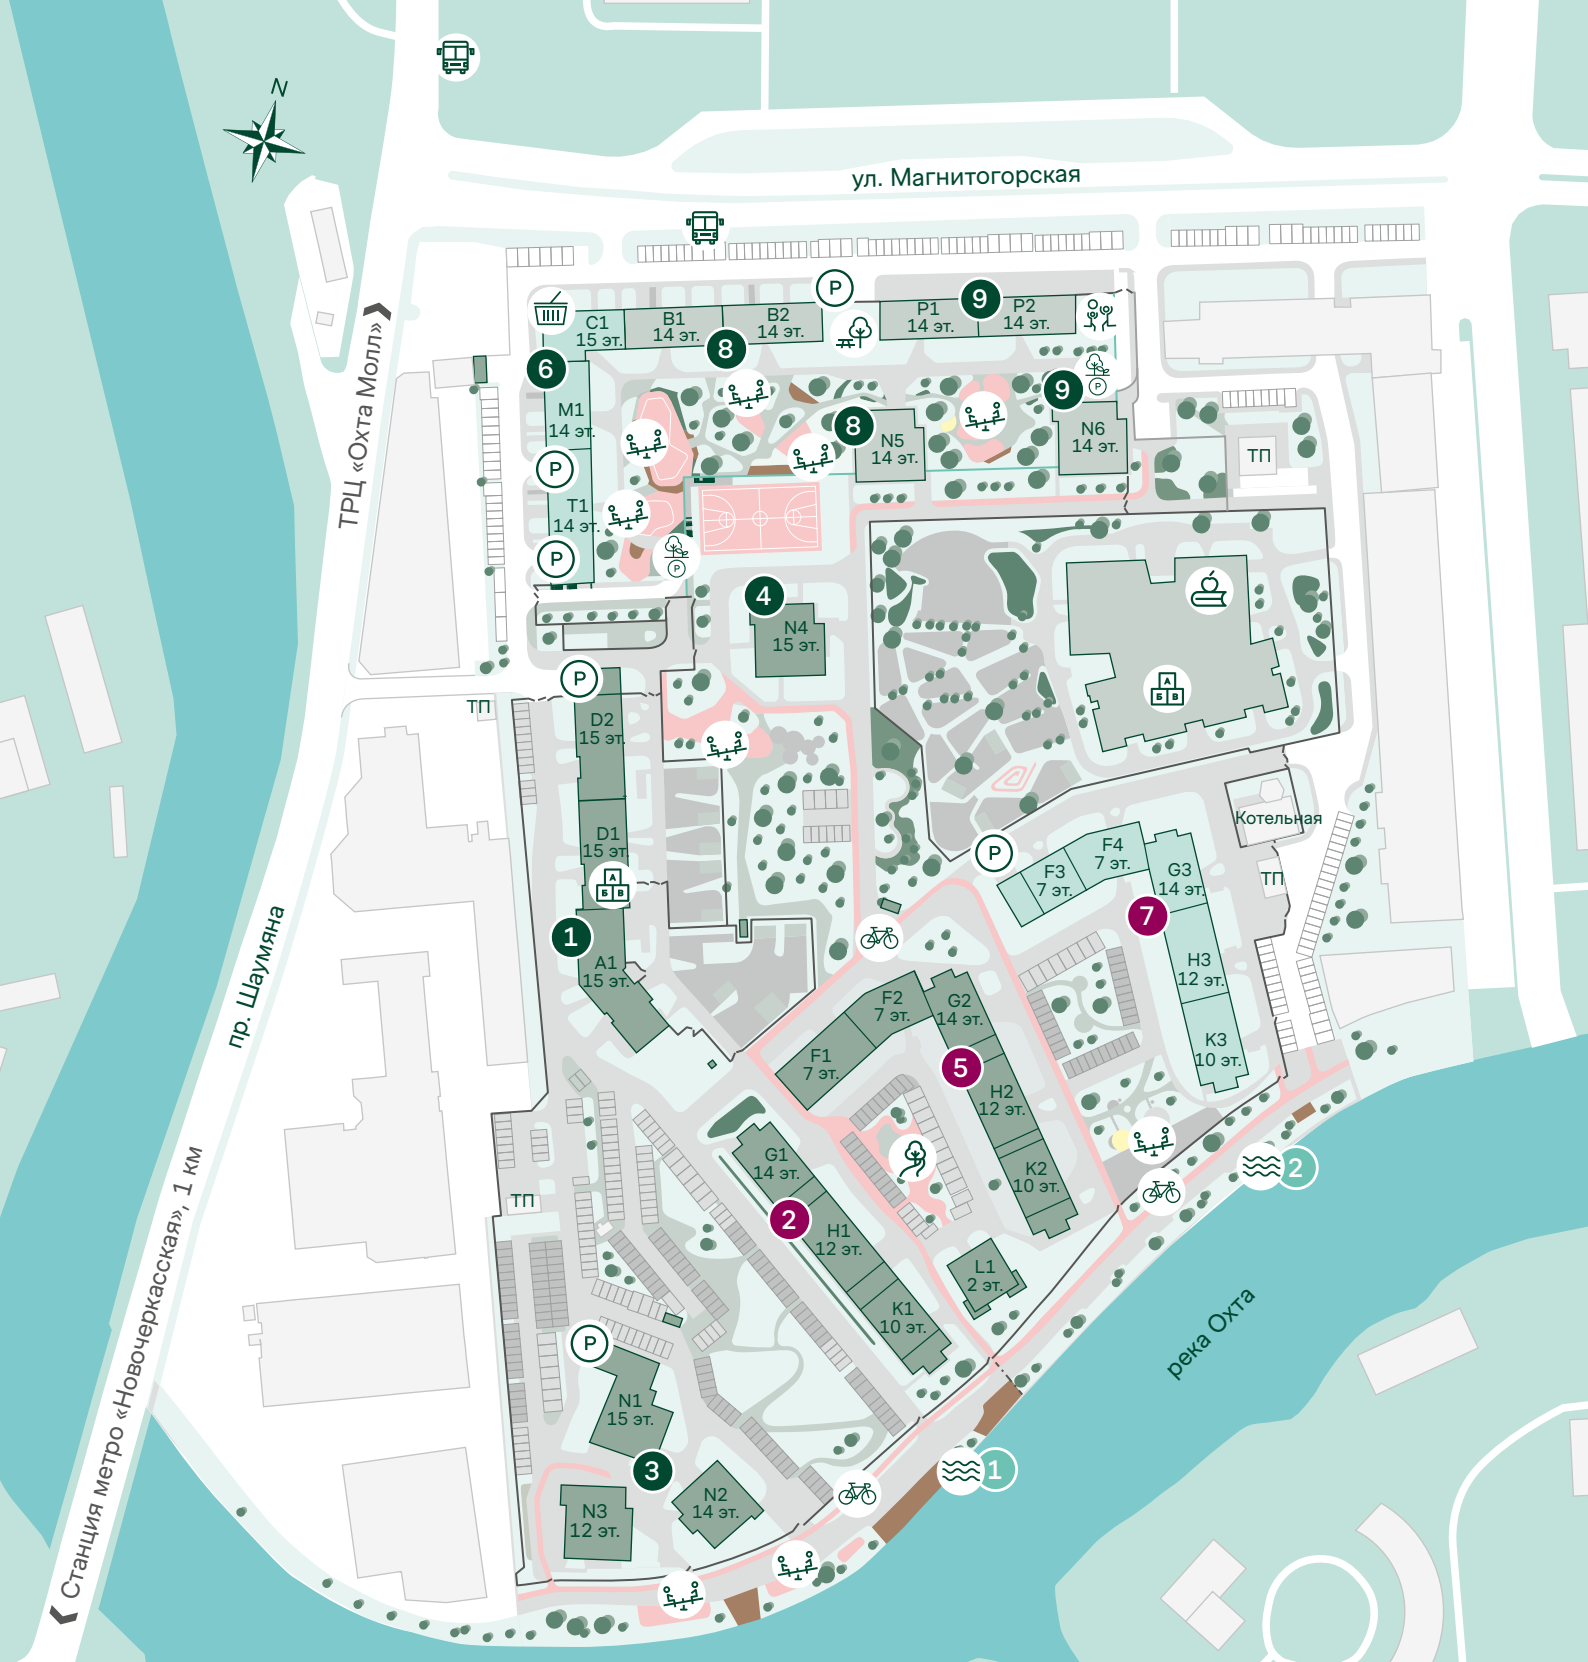 N
ул. Магнитогорская
ТРЦ «Охта Молл»
P
9
C1
15 эт.
B1
14 эт.
B2
14 эт.
P1
14 эт.
P2
14 эт.
8
6
P
9
M1
14 эт.
8
N5
14 эт.
N6
14 эт.
ТП
P
T1
14 эт.
P
P
4
N4
15 эт.
А
Б В
P
ТП
D2
15 эт.
D1
15 эт.
А
Б В
Котельная
P
F4
7 эт.
F3
7 эт.
G3
14 эт.
ТП
7
1
A1
15 эт.
H3
12 эт.
пр. Шаумяна
F2
7 эт.
G2
14 эт.
F1
7 эт.
5
K3
10 эт.
H2
12 эт.
G1
14 эт.
K2
10 эт.
2
ТП
2
H1
12 эт.
L1
2 эт.
K1
10 эт.
река Охта
P
N1
15 эт.
3
1
N2
14 эт.
N3
12 эт.
Станция метро «Новочеркасская», 1 км